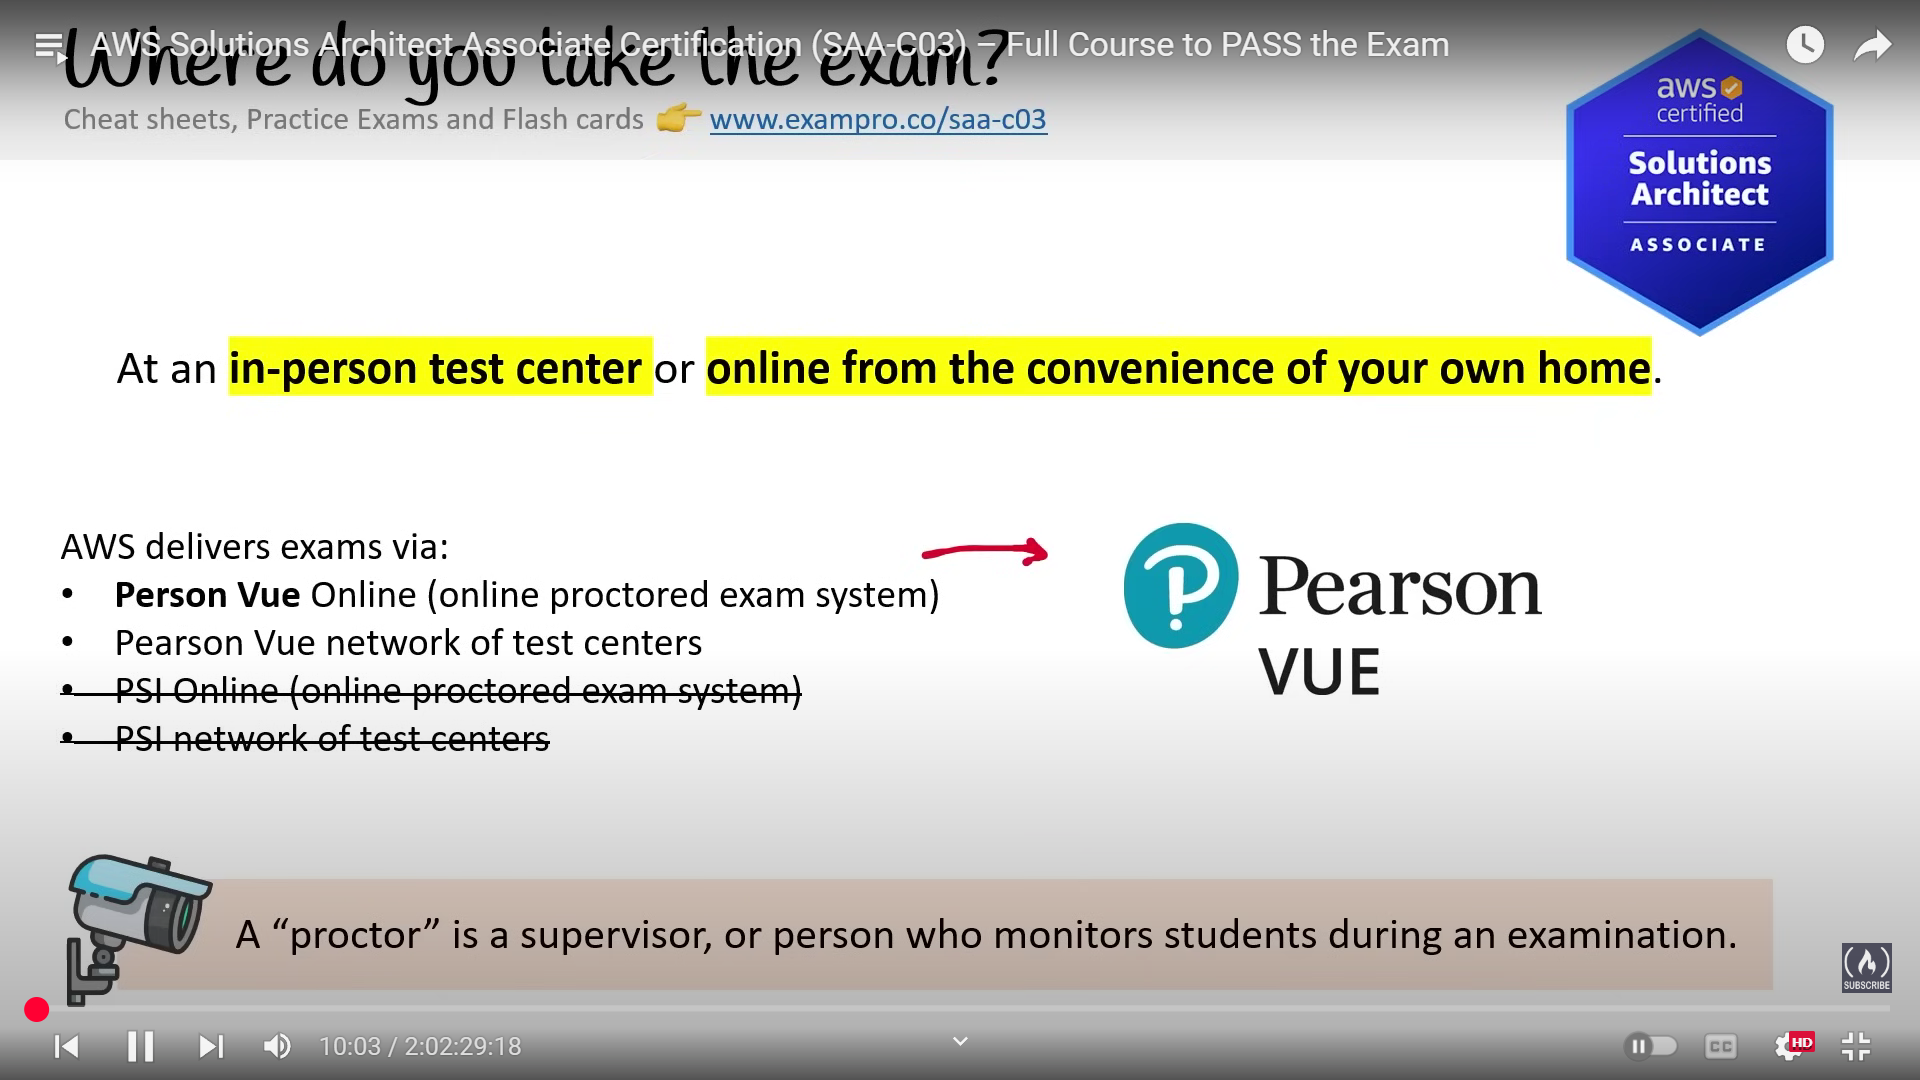 Where do you take the exam?
AWS Solutions Architect Associate Certification (SAA-C03) – Full Course to PASS the Exam
Cheat sheets, Practice Exams and Flash cards 👉 www.exampro.co/saa-c03
aws
certified
Solutions
Architect
ASSOCIATE
At an in-person test center or online from the convenience of your own home.
AWS delivers exams via:
• Person Vue Online (online proctored exam system)
• Pearson Vue network of test centers
• PSI Online (online proctored exam system)
• PSI network of test centers
Pearson
VUE
A “proctor” is a supervisor, or person who monitors students during an examination.
SUBSCRIBE
10:03 / 2:02:29:18
CC
HD